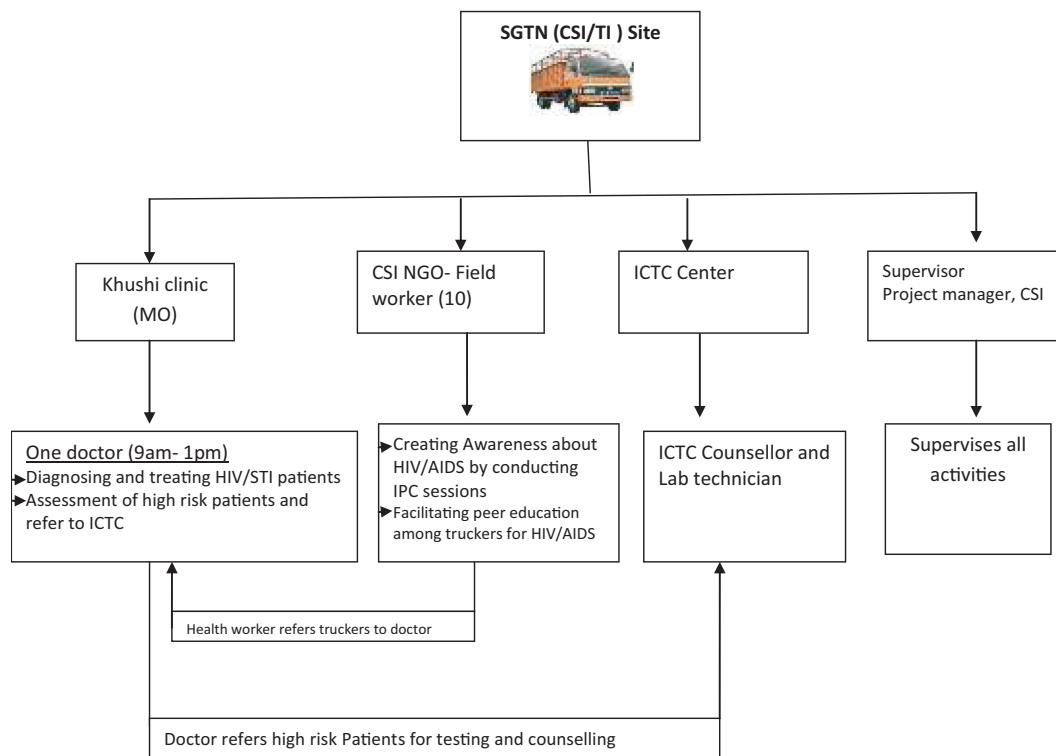 SGTN (CSI/TI ) Site
Khushi clinic
(MO)
CSI NGO- Field
worker (10)
ICTC Center
Supervisor
Project manager, CSI
One doctor (9am- 1pm)
Diagnosing and treating HIV/STI patients
Assessment of high risk patients and
refer to ICTC
Creating Awareness about
HIV/AIDS by conducting
IPC sessions
Facilitating peer education
among truckers for HIV/AIDS
ICTC Counsellor and
Lab technician
Supervises all
activities
Health worker refers truckers to doctor
Doctor refers high risk Patients for testing and counselling